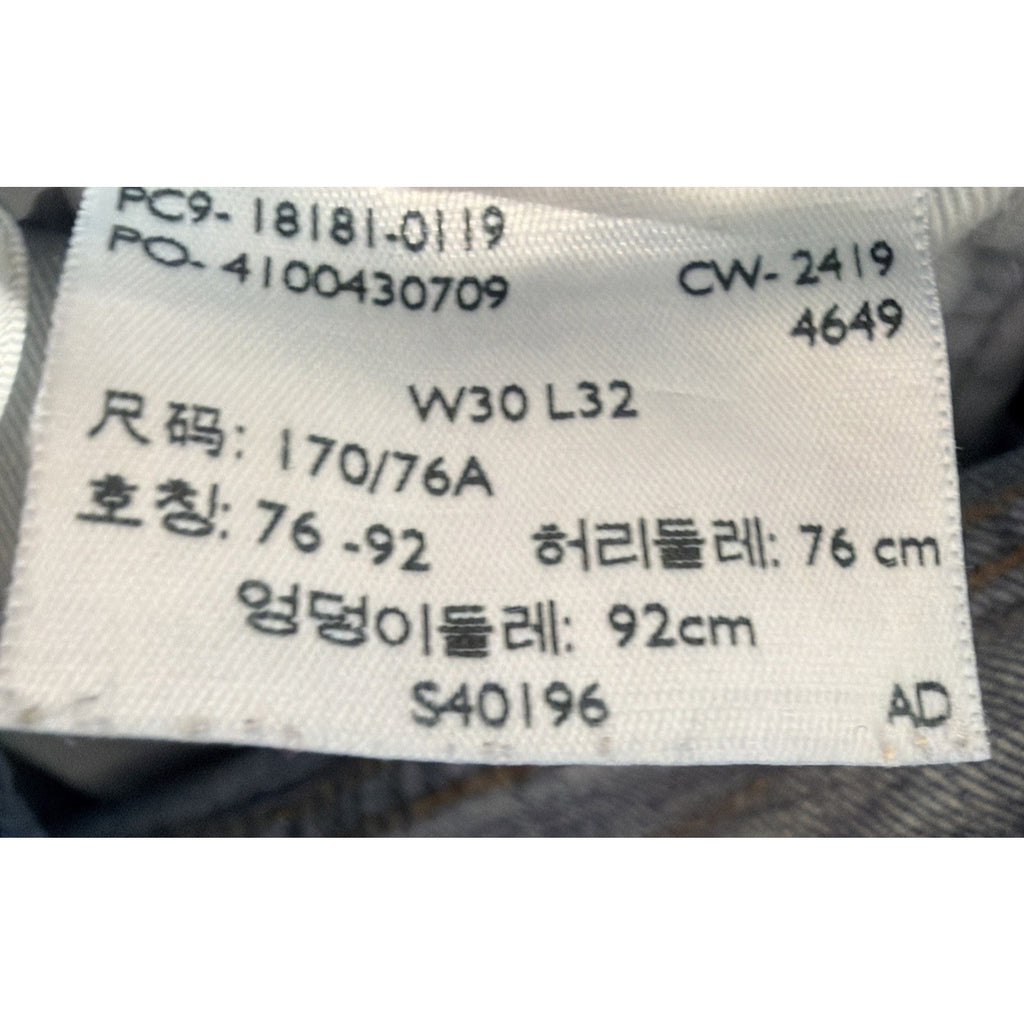 PC9-18181-0119
PO-4100430709
CW-2419
4649
W30 L32
尺码: 170/76A
호칭: 76-92 허리둘레: 76 cm
엉덩이둘레: 92cm
S40196 AD